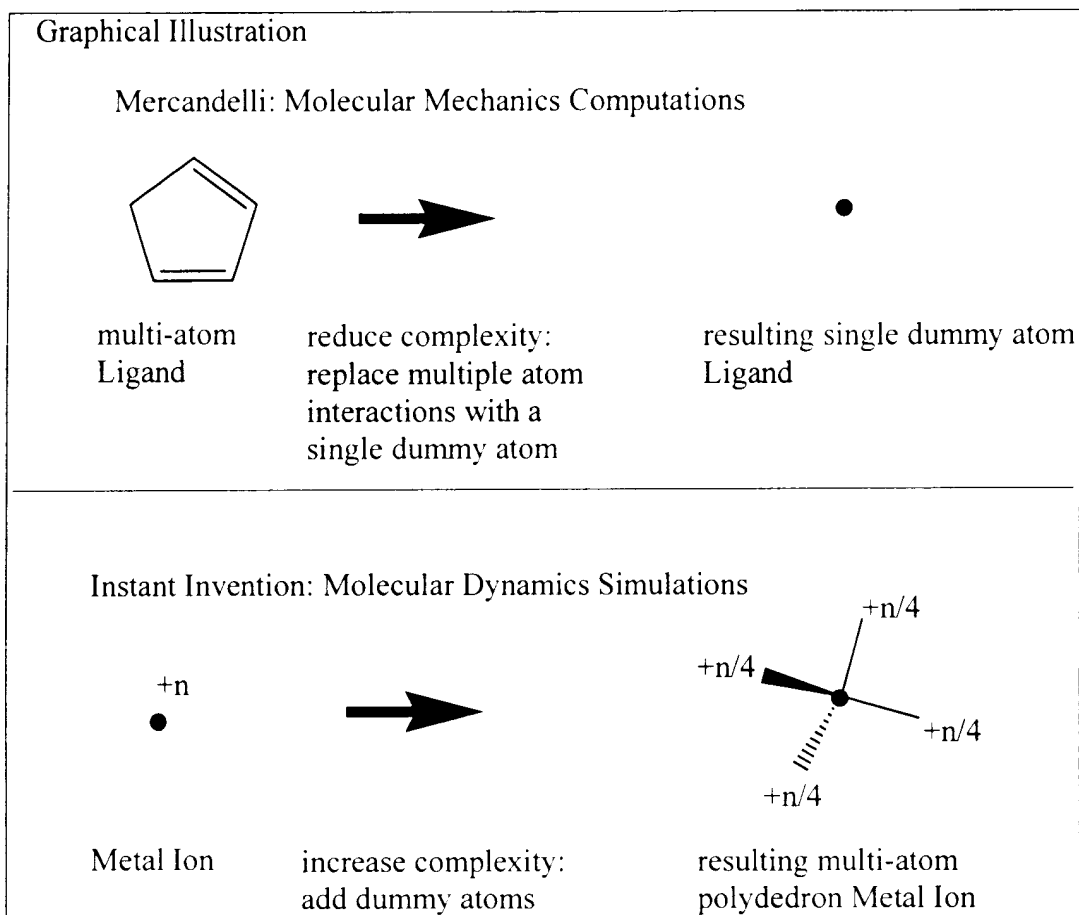 Graphical Illustration
Mercandelli: Molecular Mechanics Computations
multi-atom
Ligand
reduce complexity:
replace multiple atom
interactions with a
single dummy atom
resulting single dummy atom
Ligand
Instant Invention: Molecular Dynamics Simulations
+n
+n/4
+n/4
+n/4
+n/4
Metal Ion
increase complexity:
add dummy atoms
resulting multi-atom
polydedron Metal Ion